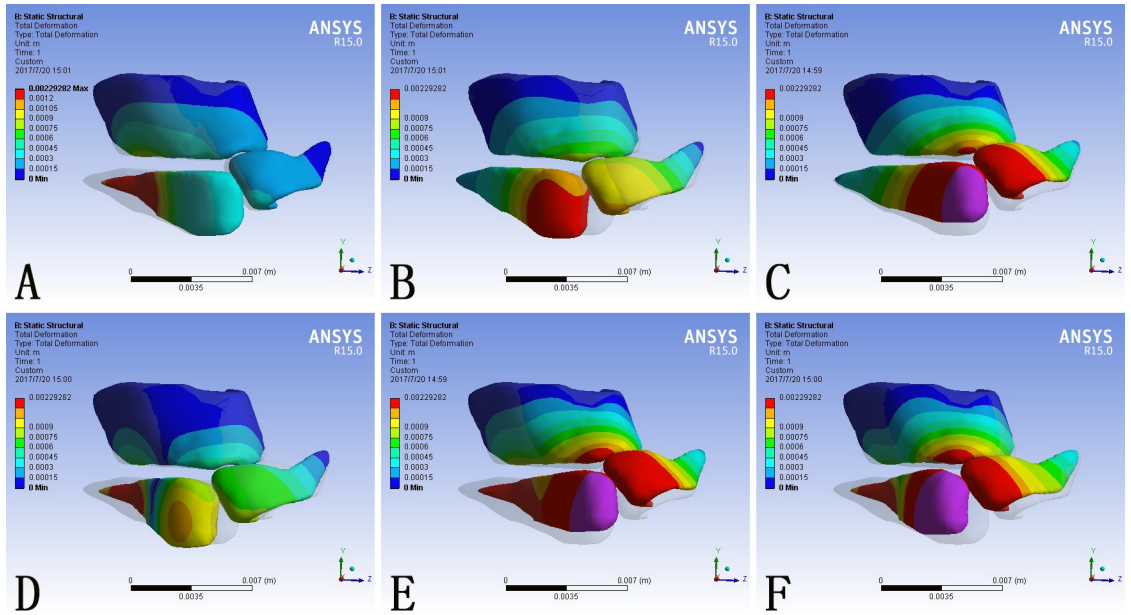 B: Static Structural
Total Deformation
Type: Total Deformation
Unit: m
Time: 1
Custom
2017/7/20 15:01
0.00229282 Max
0.0012
0.00105
0.0009
0.00075
0.0006
0.00045
0.0003
0.00015
0 Min
ANSYS
R15.0
0
0.007 (m)
0.0035
Y
Z
A
B: Static Structural
Total Deformation
Type: Total Deformation
Unit: m
Time: 1
Custom
2017/7/20 15:01
0.00229282
0.0009
0.00075
0.0006
0.00045
0.0003
0.00015
0 Min
ANSYS
R15.0
0
0.007 (m)
0.0035
Y
Z
B
B: Static Structural
Total Deformation
Type: Total Deformation
Unit: m
Time: 1
Custom
2017/7/20 14:59
0.00229282
0.0009
0.00075
0.0006
0.00045
0.0003
0.00015
0 Min
ANSYS
R15.0
0
0.007 (m)
0.0035
Y
Z
C
B: Static Structural
Total Deformation
Type: Total Deformation
Unit: m
Time: 1
Custom
2017/7/20 15:00
0.00229282
0.0009
0.00075
0.0006
0.00045
0.0003
0.00015
0 Min
ANSYS
R15.0
0
0.007 (m)
0.0035
Y
Z
D
B: Static Structural
Total Deformation
Type: Total Deformation
Unit: m
Time: 1
Custom
2017/7/20 14:59
0.00229282
0.0009
0.00075
0.0006
0.00045
0.0003
0.00015
0 Min
ANSYS
R15.0
0
0.007 (m)
0.0035
Y
Z
E
B: Static Structural
Total Deformation
Type: Total Deformation
Unit: m
Time: 1
Custom
2017/7/20 15:00
0.00229282
0.0009
0.00075
0.0006
0.00045
0.0003
0.00015
0 Min
ANSYS
R15.0
0
0.007 (m)
0.0035
Y
Z
F